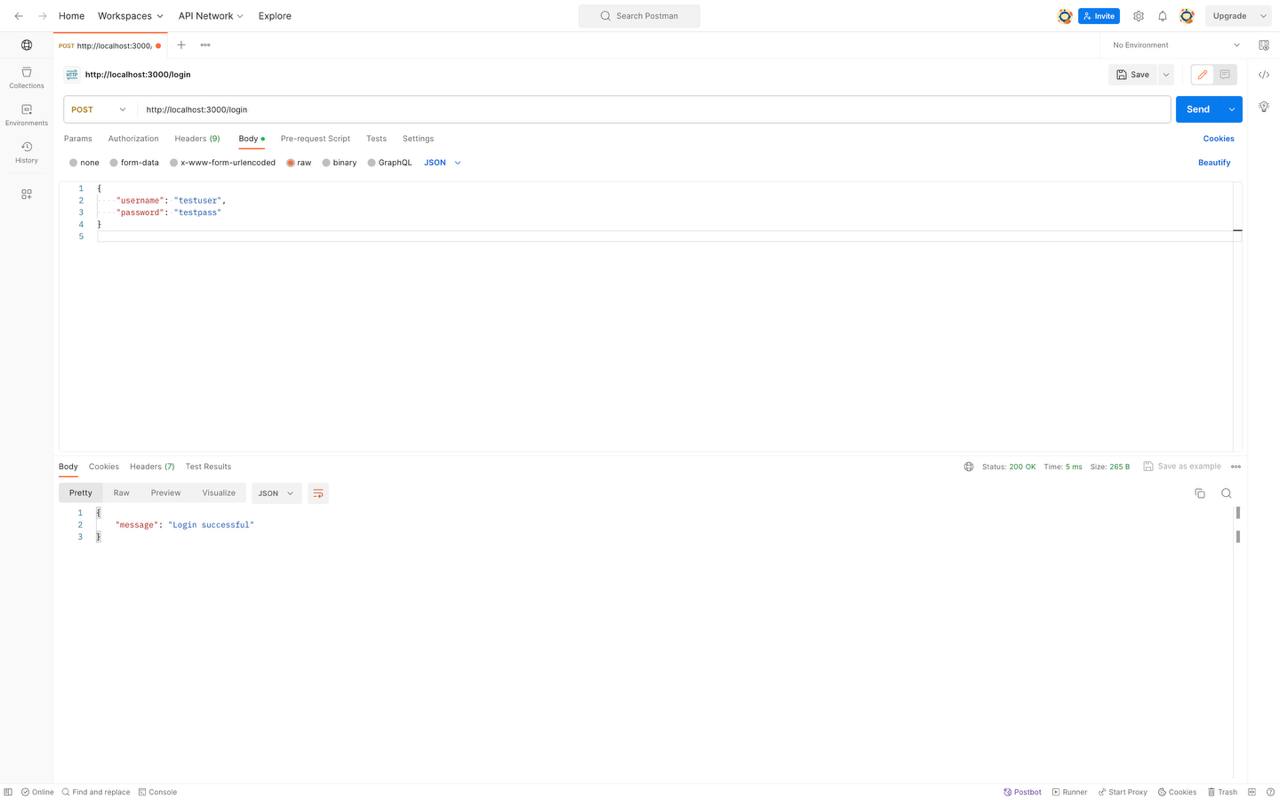 Home Workspaces API Network Explore Search Postman Invite Upgrade
POST http://localhost:3000/ No Environment
Collections
Environments
History
HTTP http://localhost:3000/login Save
POST http://localhost:3000/login Send
Params Authorization Headers (9) Body Pre-request Script Tests Settings Cookies
none form-data x-www-form-urlencoded raw binary GraphQL JSON Beautify
1 {
2 "username": "testuser",
3 "password": "testpass"
4 }
5
Body Cookies Headers (7) Test Results Status: 200 OK Time: 5 ms Size: 265 B Save as example
Pretty Raw Preview Visualize JSON
1 {
2 "message": "Login successful"
3 }
Online Find and replace Console Postbot Runner Start Proxy Cookies Trash